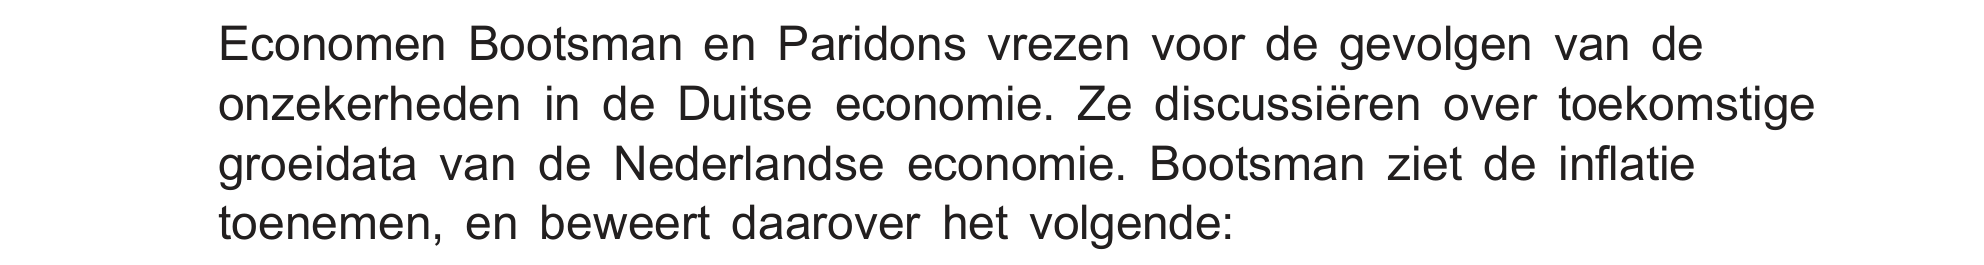 Economen Bootsman en Paridons vrezen voor de gevolgen van de
onzekerheden in de Duitse economie. Ze discussiëren over toekomstige
groeidata van de Nederlandse economie. Bootsman ziet de inflatie
toenemen, en beweert daarover het volgende: